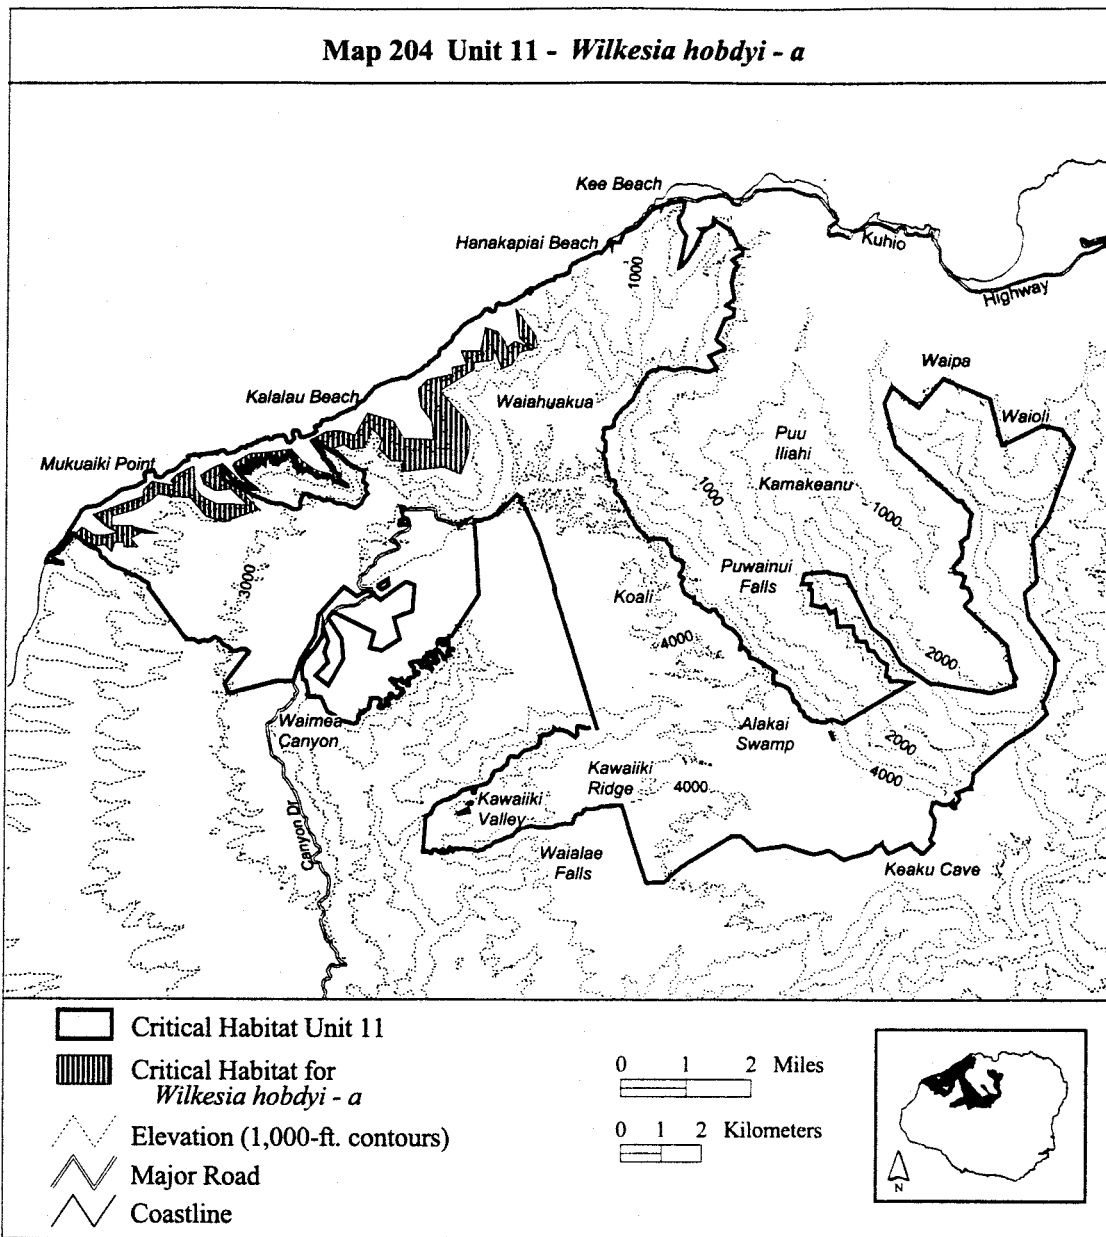 Map 204 Unit 11 - Wilkesia hobdyi - a
Kee Beach
Hanakapiai Beach
Kuhio
Highway
1000
Waipa
Kalalau Beach
Waiahuakua
Waioli
Mukuaiki Point
Puu
Iliahi
Kamakeanu
1000
1000
3000
Puwainui
Falls
Koali
4000
2000
Waimea
Canyon
Alakai
Swamp
2000
4000
Kawaiiki
Ridge
4000
Kawaiiki
Valley
Canyon Dr
Waialae
Falls
Keaku Cave
Critical Habitat Unit 11
Critical Habitat for
Wilkesia hobdyi - a
Elevation (1,000-ft. contours)
Major Road
Coastline
0 1 2 Miles
0 1 2 Kilometers
N